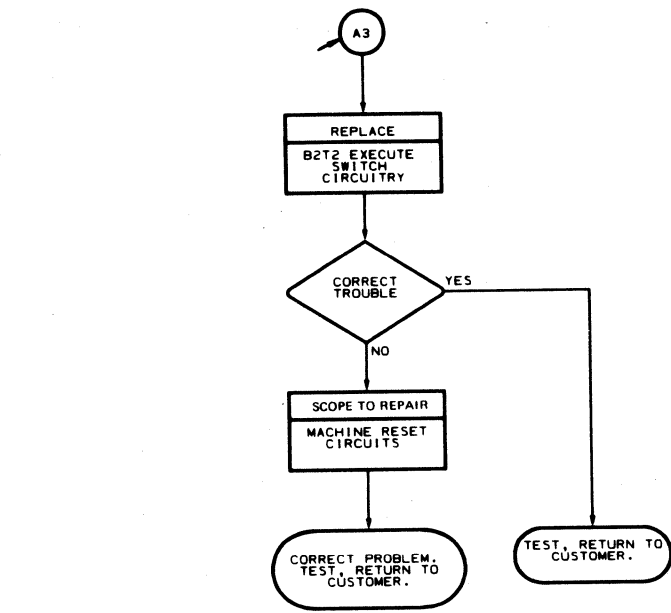 A3
REPLACE
B2T2 EXECUTE
SWITCH
CIRCUITRY
CORRECT
TROUBLE
YES
NO
SCOPE TO REPAIR
MACHINE RESET
CIRCUITS
CORRECT PROBLEM.
TEST, RETURN TO
CUSTOMER.
TEST, RETURN TO
CUSTOMER.